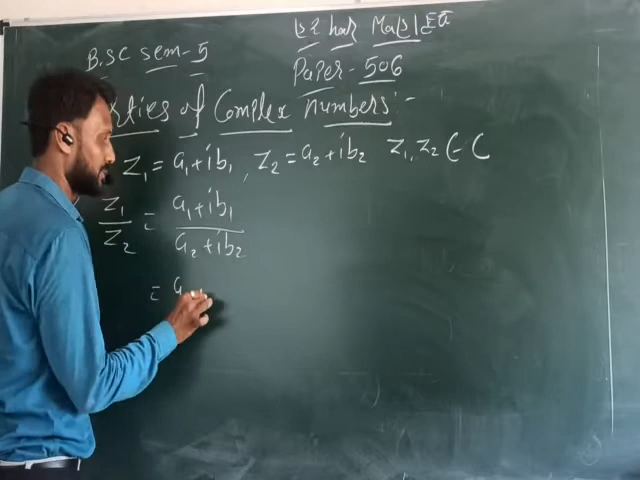 B.SC sem-5
Paper-506
of Complex numbers:-
Z₁ = a₁+ib₁, Z₂ = a₂+ib₂ Z₁, Z₂ ∈ C
Z₁/Z₂ = a₁+ib₁/a₂+ib₂
= a